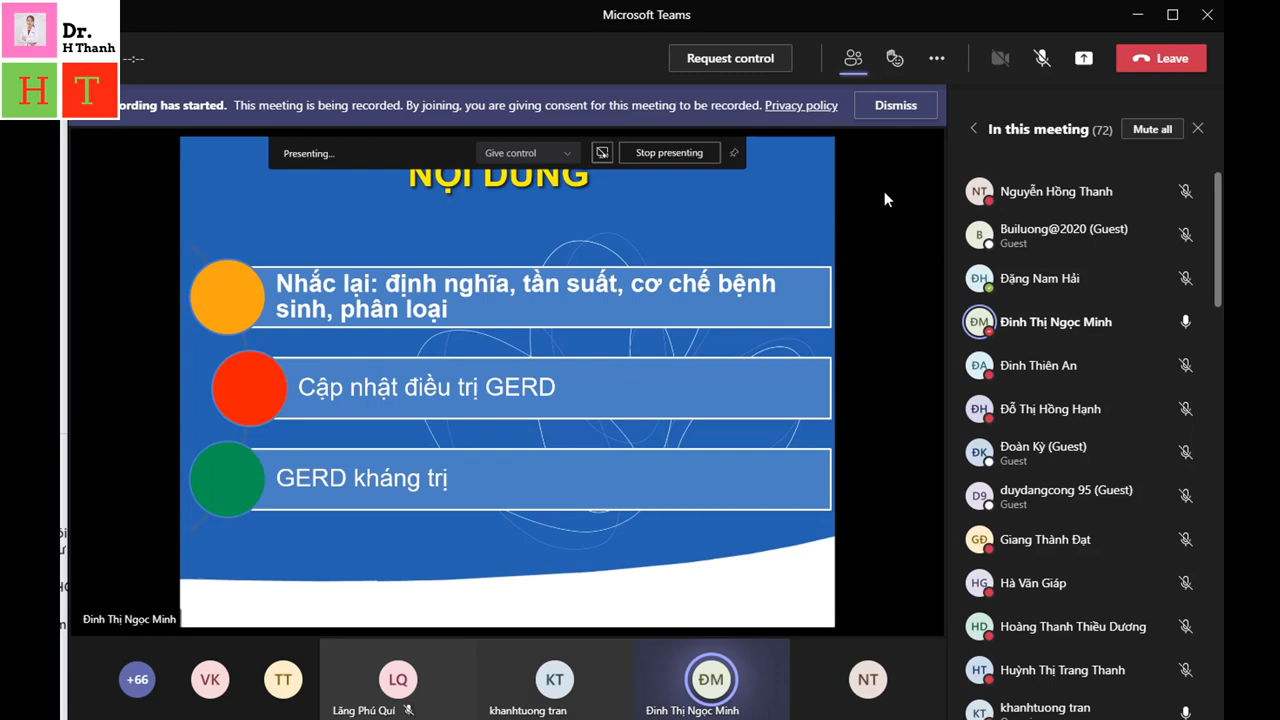 Dr.
H Thanh
H T
Microsoft Teams
--:--
Request control
Leave
ording has started. This meeting is being recorded. By joining, you are giving consent for this meeting to be recorded. Privacy policy
Dismiss
Presenting...
Give control
Stop presenting
NỘI DUNG
Nhắc lại: định nghĩa, tần suất, cơ chế bệnh
sinh, phân loại
Cập nhật điều trị GERD
GERD kháng trị
Đinh Thị Ngọc Minh
+66
VK
TT
LQ
Lăng Phú Quí
KT
khanhtuong tran
ĐM
Đinh Thị Ngọc Minh
NT
In this meeting (72)
Mute all
NT
Nguyễn Hồng Thanh
B
Builuong@2020 (Guest)
Guest
ĐH
Đặng Nam Hải
ĐM
Đinh Thị Ngọc Minh
ĐA
Đinh Thiên An
ĐH
Đỗ Thị Hồng Hạnh
ĐK
Đoàn Kỳ (Guest)
Guest
D9
duydangcong 95 (Guest)
Guest
GĐ
Giang Thành Đạt
HG
Hà Văn Giáp
HD
Hoàng Thanh Thiều Dương
HT
Huỳnh Thị Trang Thanh
KT
khanhtuong tran